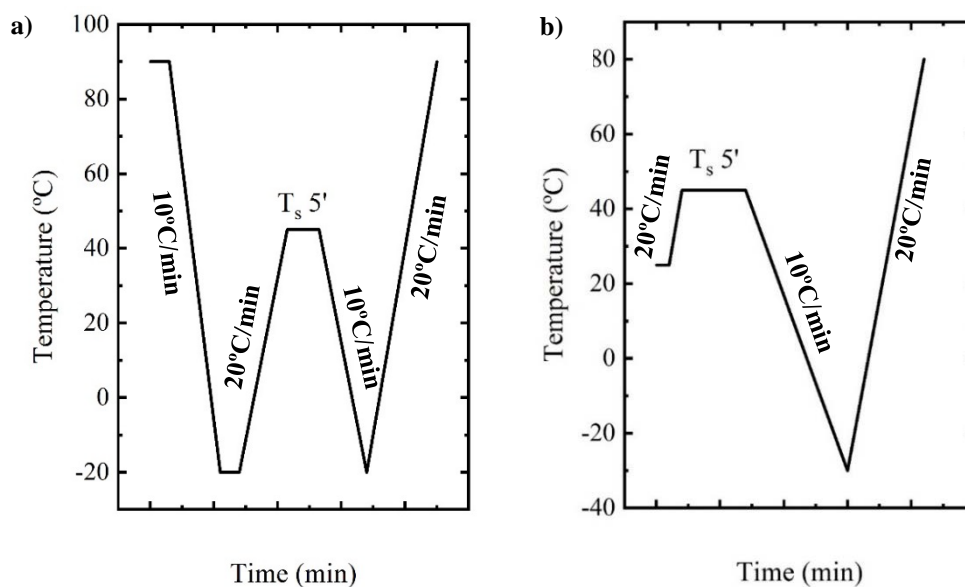 a)
100
80
60
40
20
0
-20
Temperature (ºC)
10ºC/min
20ºC/min
Ts 5'
10ºC/min
20ºC/min
Time (min)
b)
80
60
40
20
0
-20
-40
Temperature (ºC)
20ºC/min
Ts 5'
10ºC/min
20ºC/min
Time (min)